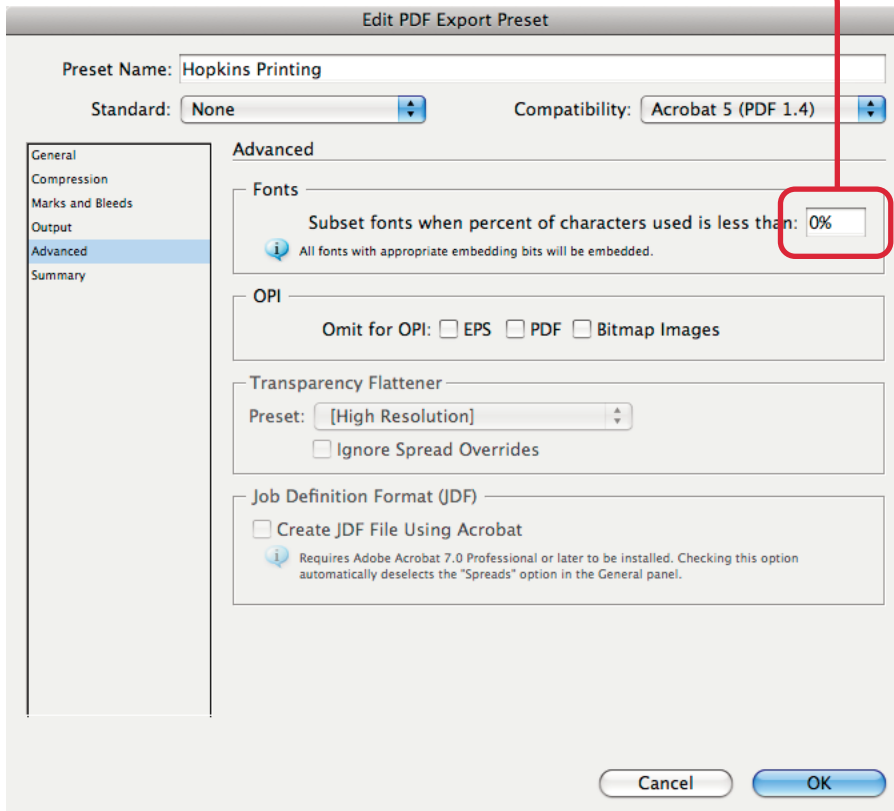 Edit PDF Export Preset
Preset Name: Hopkins Printing
Standard: None Compatibility: Acrobat 5 (PDF 1.4)
General
Compression
Marks and Bleeds
Output
Advanced
Summary
Advanced
Fonts
Subset fonts when percent of characters used is less than: 0%
All fonts with appropriate embedding bits will be embedded.
OPI
Omit for OPI: EPS PDF Bitmap Images
Transparency Flattener
Preset: [High Resolution]
Ignore Spread Overrides
Job Definition Format (JDF)
Create JDF File Using Acrobat
Requires Adobe Acrobat 7.0 Professional or later to be installed. Checking this option
automatically deselects the "Spreads" option in the General panel.
Cancel OK